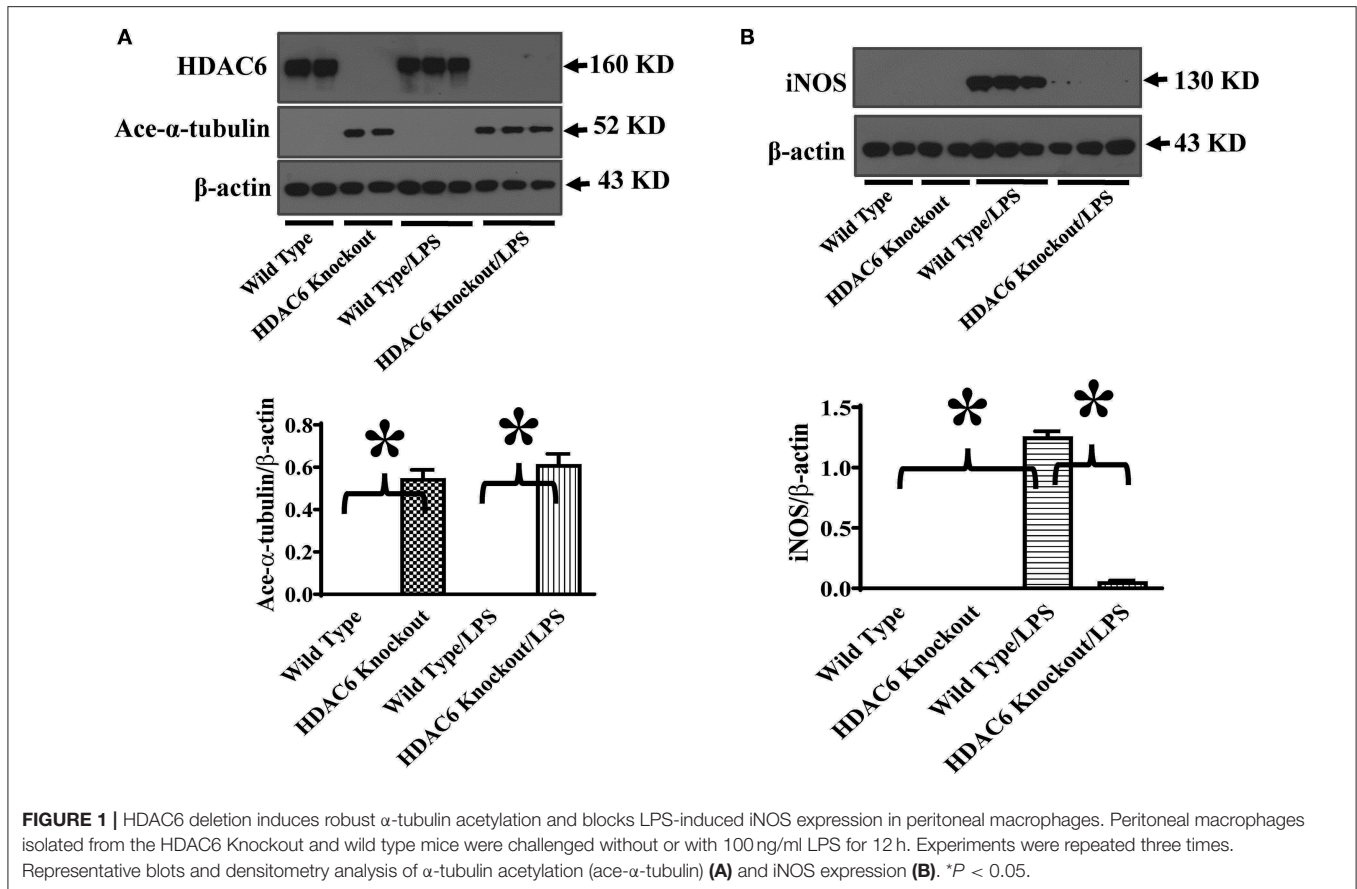 A
HDAC6
160 KD
Ace-α-tubulin
52 KD
β-actin
43 KD
Wild Type
HDAC6 Knockout
Wild Type/LPS
HDAC6 Knockout/LPS
Ace-α-tubulin/β-actin
0.8
0.6
0.4
0.2
0.0
*
*
Wild Type
HDAC6 Knockout
Wild Type/LPS
HDAC6 Knockout/LPS
B
iNOS
130 KD
β-actin
43 KD
Wild Type
HDAC6 Knockout
Wild Type/LPS
HDAC6 Knockout/LPS
iNOS/β-actin
1.5
1.0
0.5
0.0
*
*
Wild Type
HDAC6 Knockout
Wild Type/LPS
HDAC6 Knockout/LPS
FIGURE 1 | HDAC6 deletion induces robust α-tubulin acetylation and blocks LPS-induced iNOS expression in peritoneal macrophages. Peritoneal macrophages
isolated from the HDAC6 Knockout and wild type mice were challenged without or with 100 ng/ml LPS for 12 h. Experiments were repeated three times.
Representative blots and densitometry analysis of α-tubulin acetylation (ace-α-tubulin) (A) and iNOS expression (B). *P < 0.05.